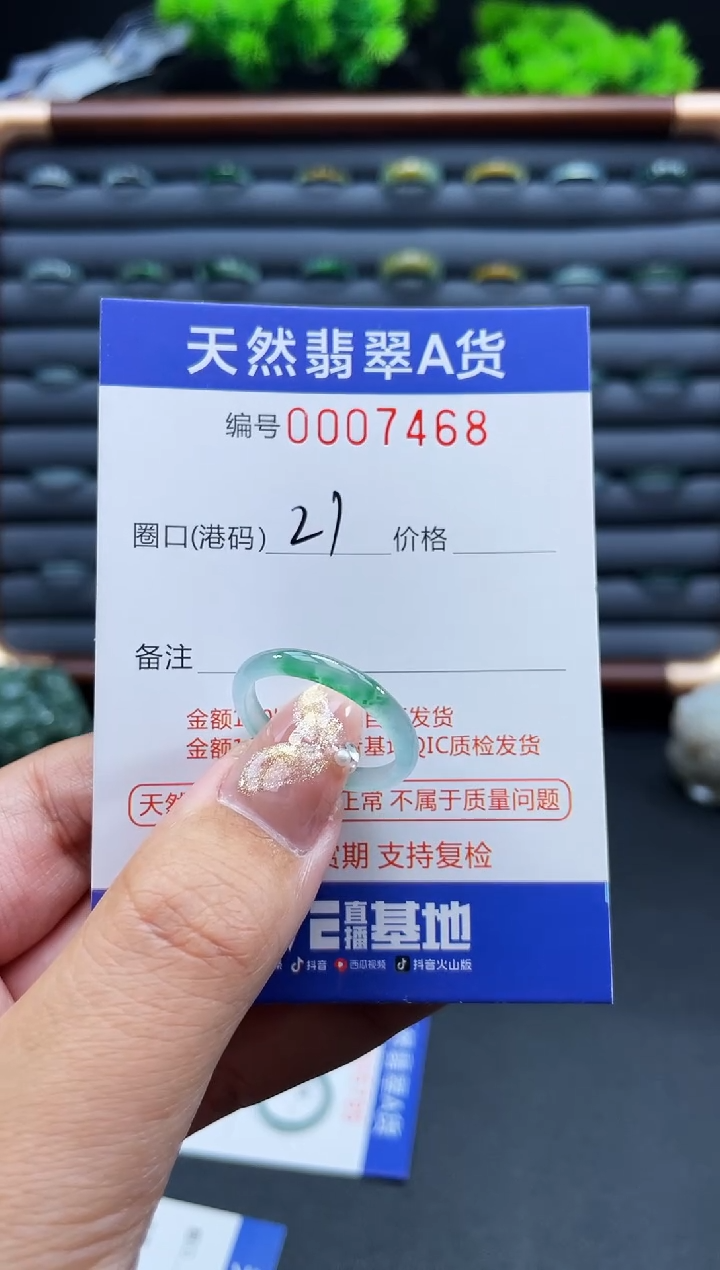 天然翡翠A货
编号0007468
圈口(港码) 21 价格
备注
金额 发货
金额 基地QIC质检发货
天然 正常 不属于质量问题
期 支持复检
直播基地
抖音 西瓜视频 抖音火山版